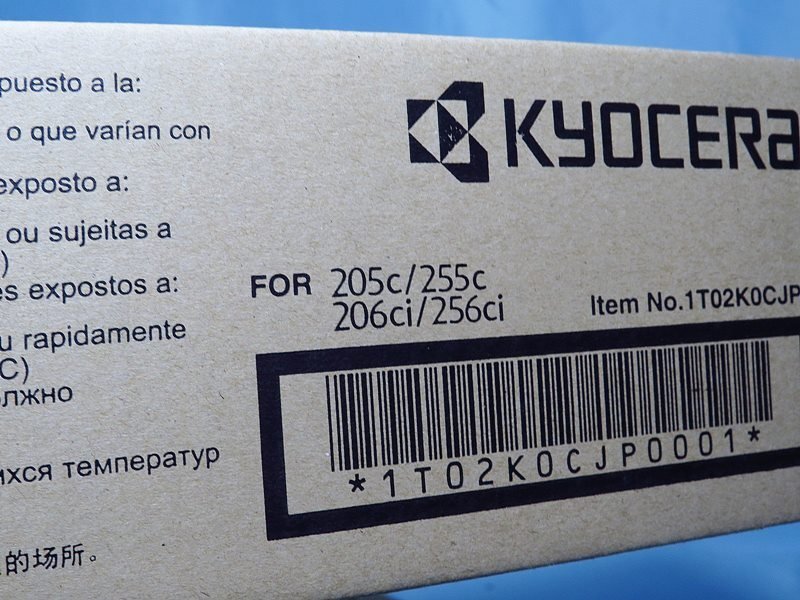 puesto a la:
o que varían con
exposto a:
ou sujeitas a
)
es expostos a:
u rapidamente
C)
лжно
ихся температур
的场所。
KYOCERA
FOR 205c/255c
206ci/256ci
Item No.1T02K0CJP
*1T02K0CJP0001*